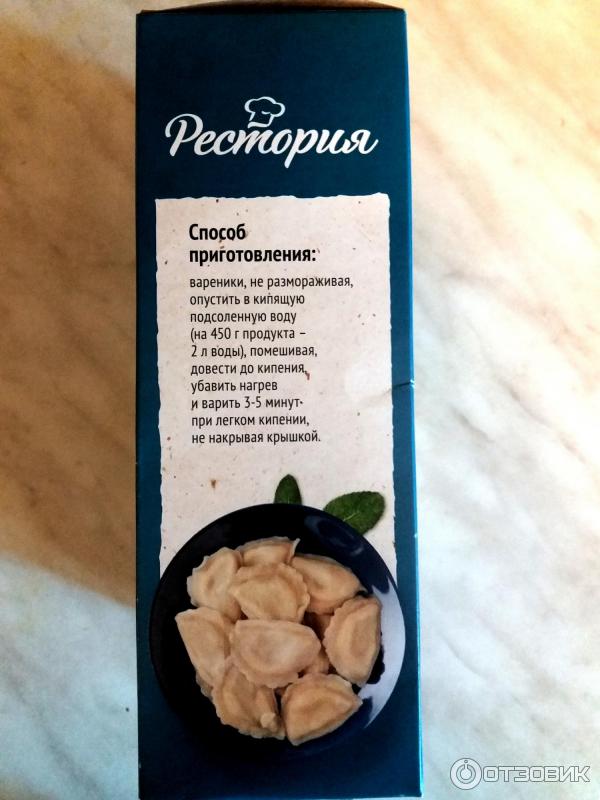 Рестория
Способ
приготовления:
вареники, не размораживая,
опустить в кипящую
подсоленную воду
(на 450 г продукта –
2 л воды), помешивая,
довести до кипения,
убавить нагрев
и варить 3-5 минут
при легком кипении,
не накрывая крышкой.
ОТЗОВИК